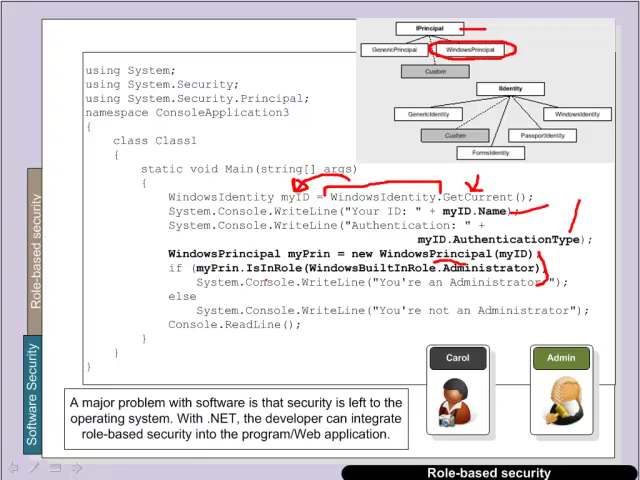 IPrincipal
GenericPrincipal
WindowsPrincipal
Custom
IIdentity
GenericIdentity
WindowsIdentity
Custom
PassportIdentity
FormsIdentity
using System;
using System.Security;
using System.Security.Principal;
namespace ConsoleApplication3
{
class Class1
{
static void Main(string[] args)
{
WindowsIdentity myID = WindowsIdentity.GetCurrent();
System.Console.WriteLine("Your ID: " + myID.Name);
System.Console.WriteLine("Authentication: " +
myID.AuthenticationType);
WindowsPrincipal myPrin = new WindowsPrincipal(myID);
if (myPrin.IsInRole(WindowsBuiltInRole.Administrator))
System.Console.WriteLine("You're an Administrator");
else
System.Console.WriteLine("You're not an Administrator");
Console.ReadLine();
}
}
}
Role-based security
Software Security
Carol
Admin
A major problem with software is that security is left to the
operating system. With .NET, the developer can integrate
role-based security into the program/Web application.
Role-based security